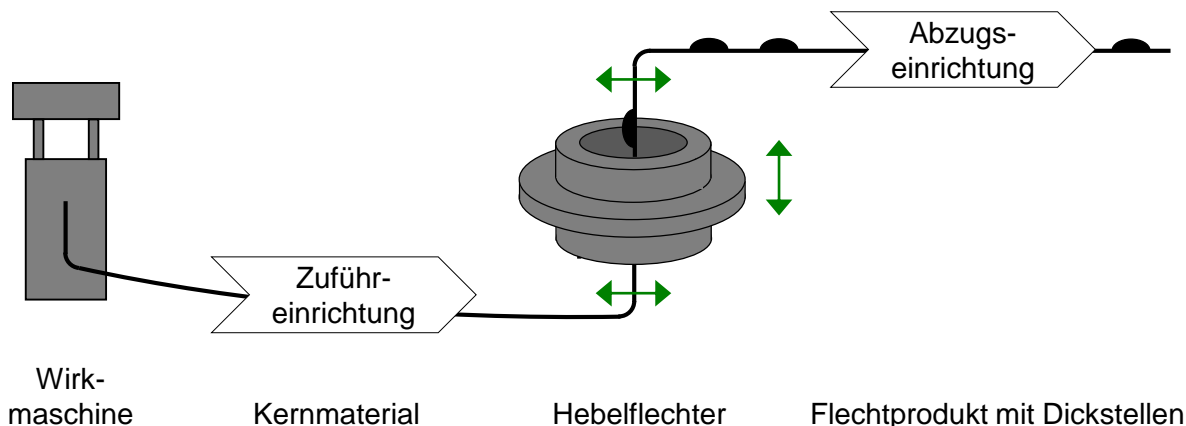 Abzugs-
einrichtung
Zuführ-
einrichtung
Wirk-
maschine
Kernmaterial
Hebelflechter
Flechtprodukt mit Dickstellen